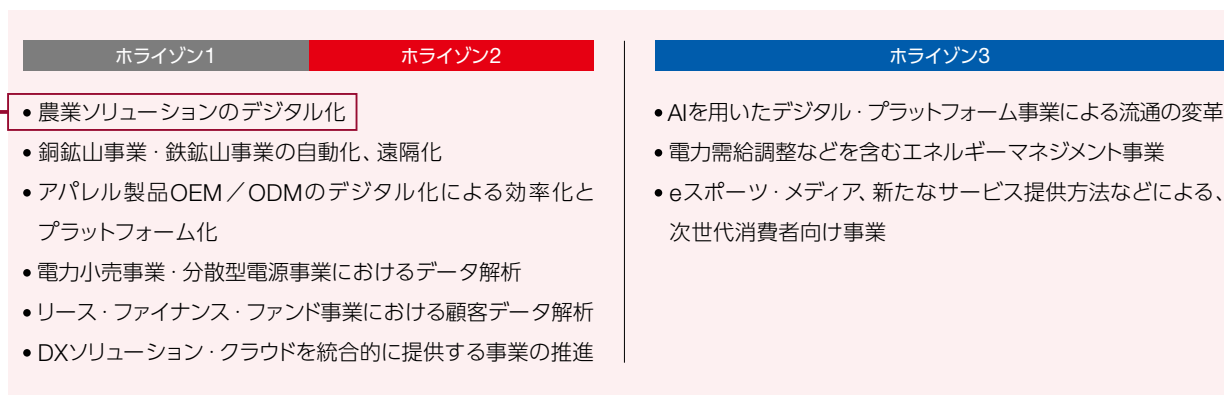 ホライゾン1
ホライゾン2
• 農業ソリューションのデジタル化
• 銅鉱山事業・鉄鉱山事業の自動化、遠隔化
• アパレル製品OEM/ODMのデジタル化による効率化と
プラットフォーム化
• 電力小売事業・分散型電源事業におけるデータ解析
• リース・ファイナンス・ファンド事業における顧客データ解析
• DXソリューション・クラウドを統合的に提供する事業の推進
ホライゾン3
• AIを用いたデジタル・プラットフォーム事業による流通の変革
• 電力需給調整などを含むエネルギーマネジメント事業
• eスポーツ・メディア、新たなサービス提供方法などによる、
次世代消費者向け事業